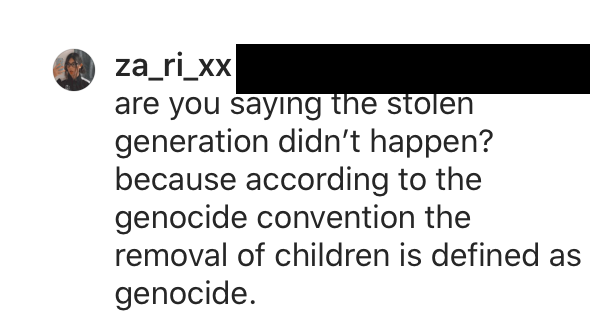 za_ri_xx
are you saying the stolen
generation didn’t happen?
because according to the
genocide convention the
removal of children is defined as
genocide.